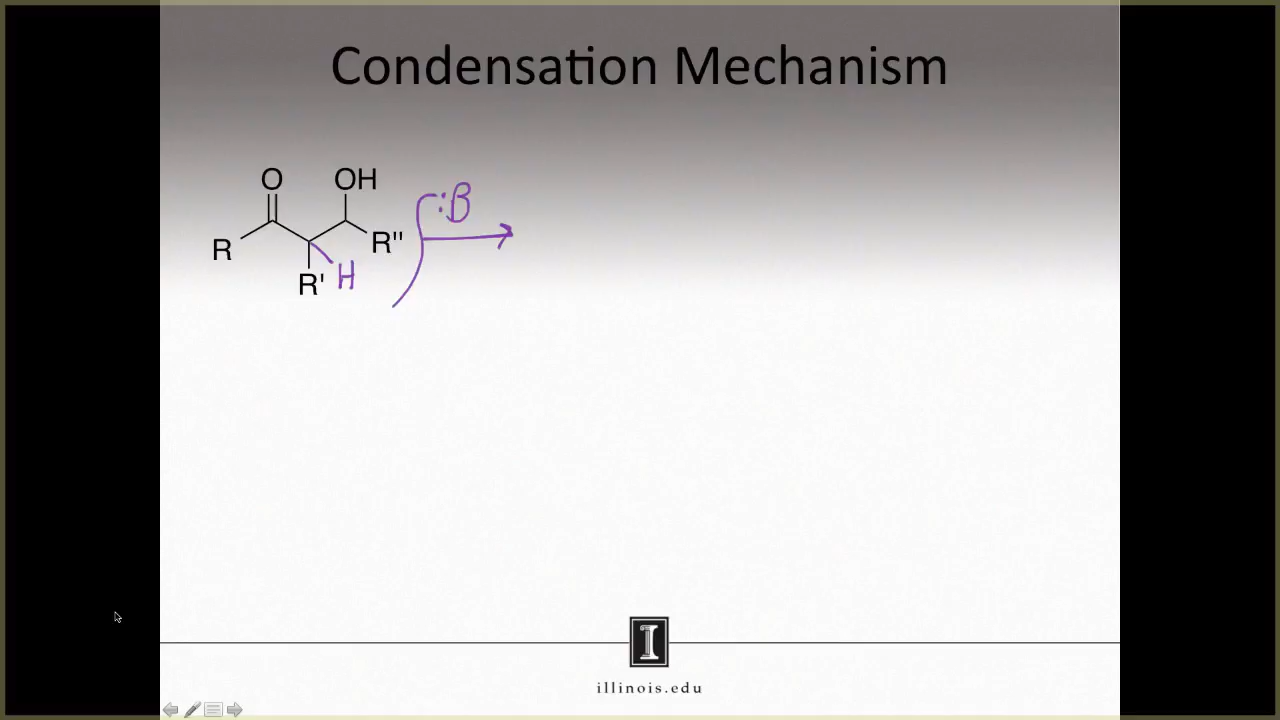 Condensation Mechanism
O OH
:B
R R"
R' H
I
illinois.edu